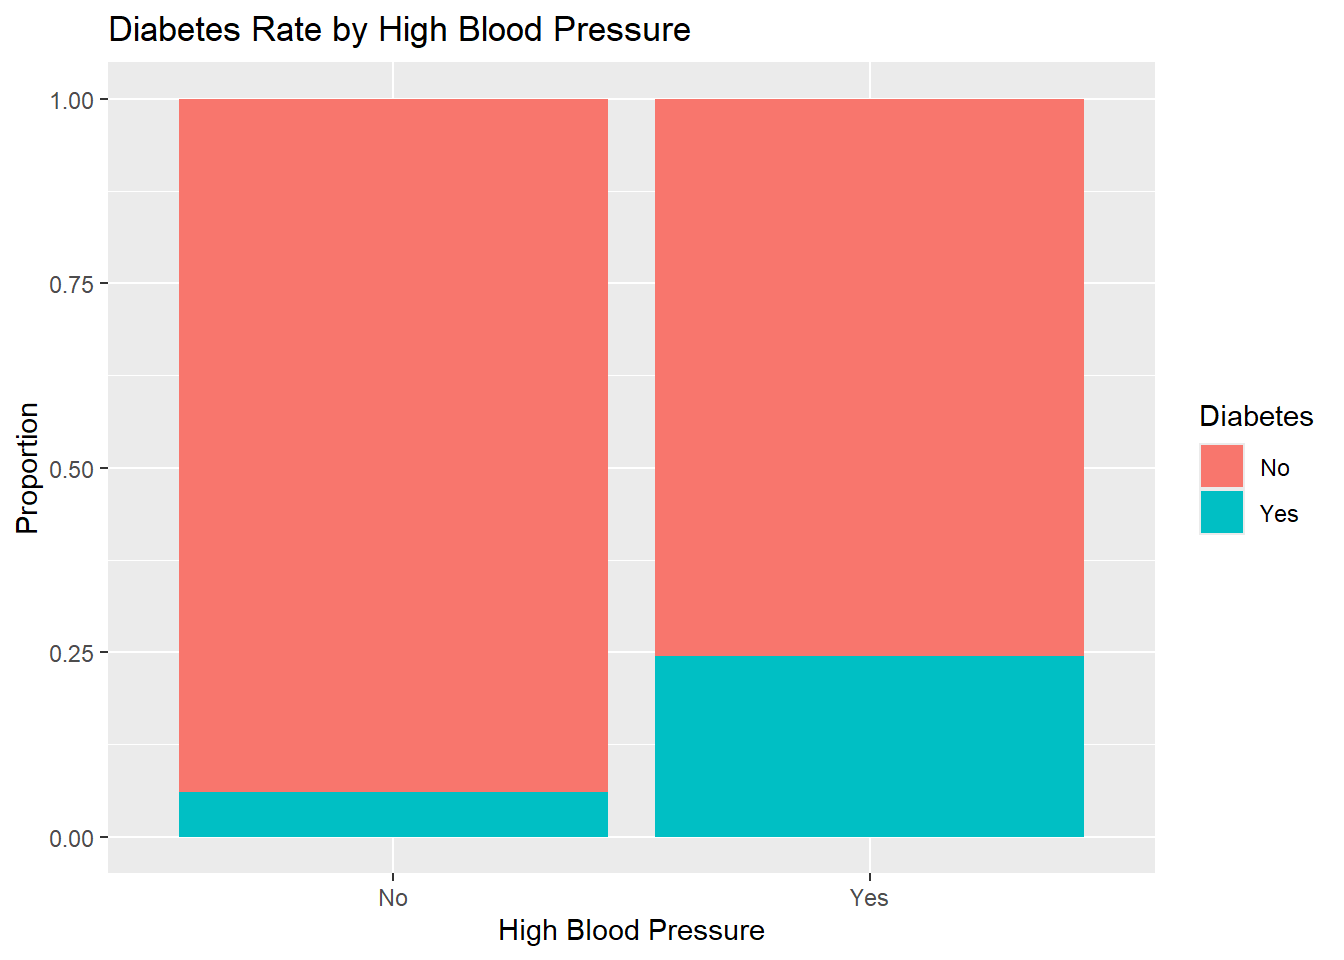 Diabetes Rate by High Blood Pressure
1.00
0.75
0.50
0.25
0.00
Proportion
No
Yes
High Blood Pressure
Diabetes
No
Yes